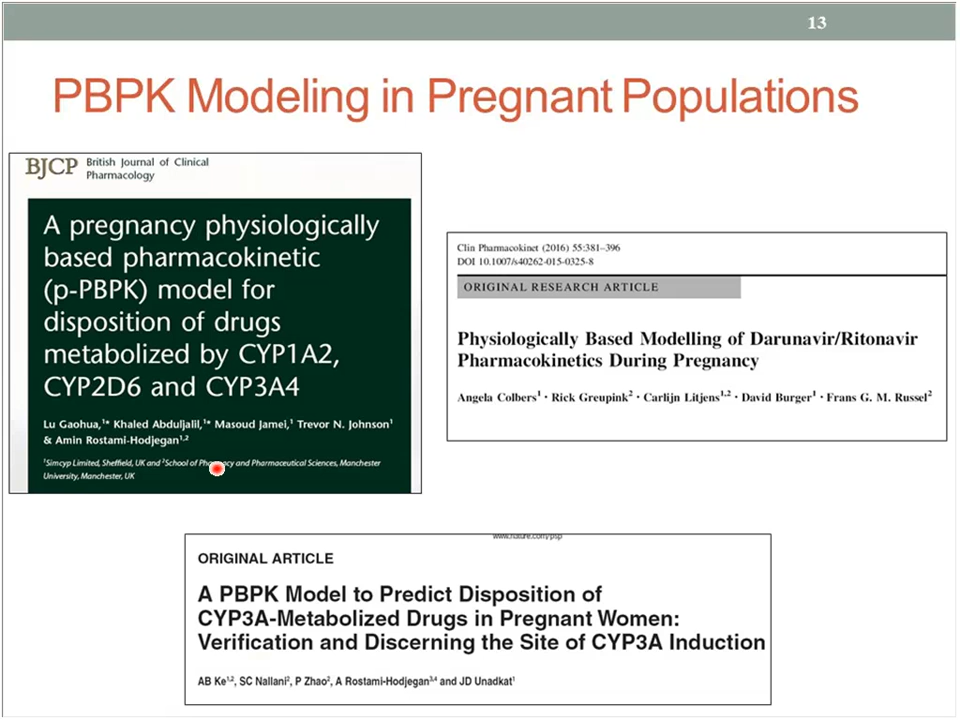 13
PBPK Modeling in Pregnant Populations
BJCP British Journal of Clinical
Pharmacology
A pregnancy physiologically
based pharmacokinetic
(p-PBPK) model for
disposition of drugs
metabolized by CYP1A2,
CYP2D6 and CYP3A4
Lu Gaohua,¹* Khaled Abduljalil,¹* Masoud Jamei,¹ Trevor N. Johnson¹
& Amin Rostami-Hodjegan¹,²
¹Simcyp Limited, Sheffield, UK and ²School of Pharmacy and Pharmaceutical Sciences, Manchester
University, Manchester, UK
Clin Pharmacokinet (2016) 55:381–396
DOI 10.1007/s40262-015-0325-8
ORIGINAL RESEARCH ARTICLE
Physiologically Based Modelling of Darunavir/Ritonavir
Pharmacokinetics During Pregnancy
Angela Colbers¹ · Rick Greupink² · Carlijn Litjens¹,² · David Burger¹ · Frans G. M. Russel²
www.nature.com/psp
ORIGINAL ARTICLE
A PBPK Model to Predict Disposition of
CYP3A-Metabolized Drugs in Pregnant Women:
Verification and Discerning the Site of CYP3A Induction
AB Ke¹,², SC Nallani², P Zhao², A Rostami-Hodjegan³,⁴ and JD Unadkat¹